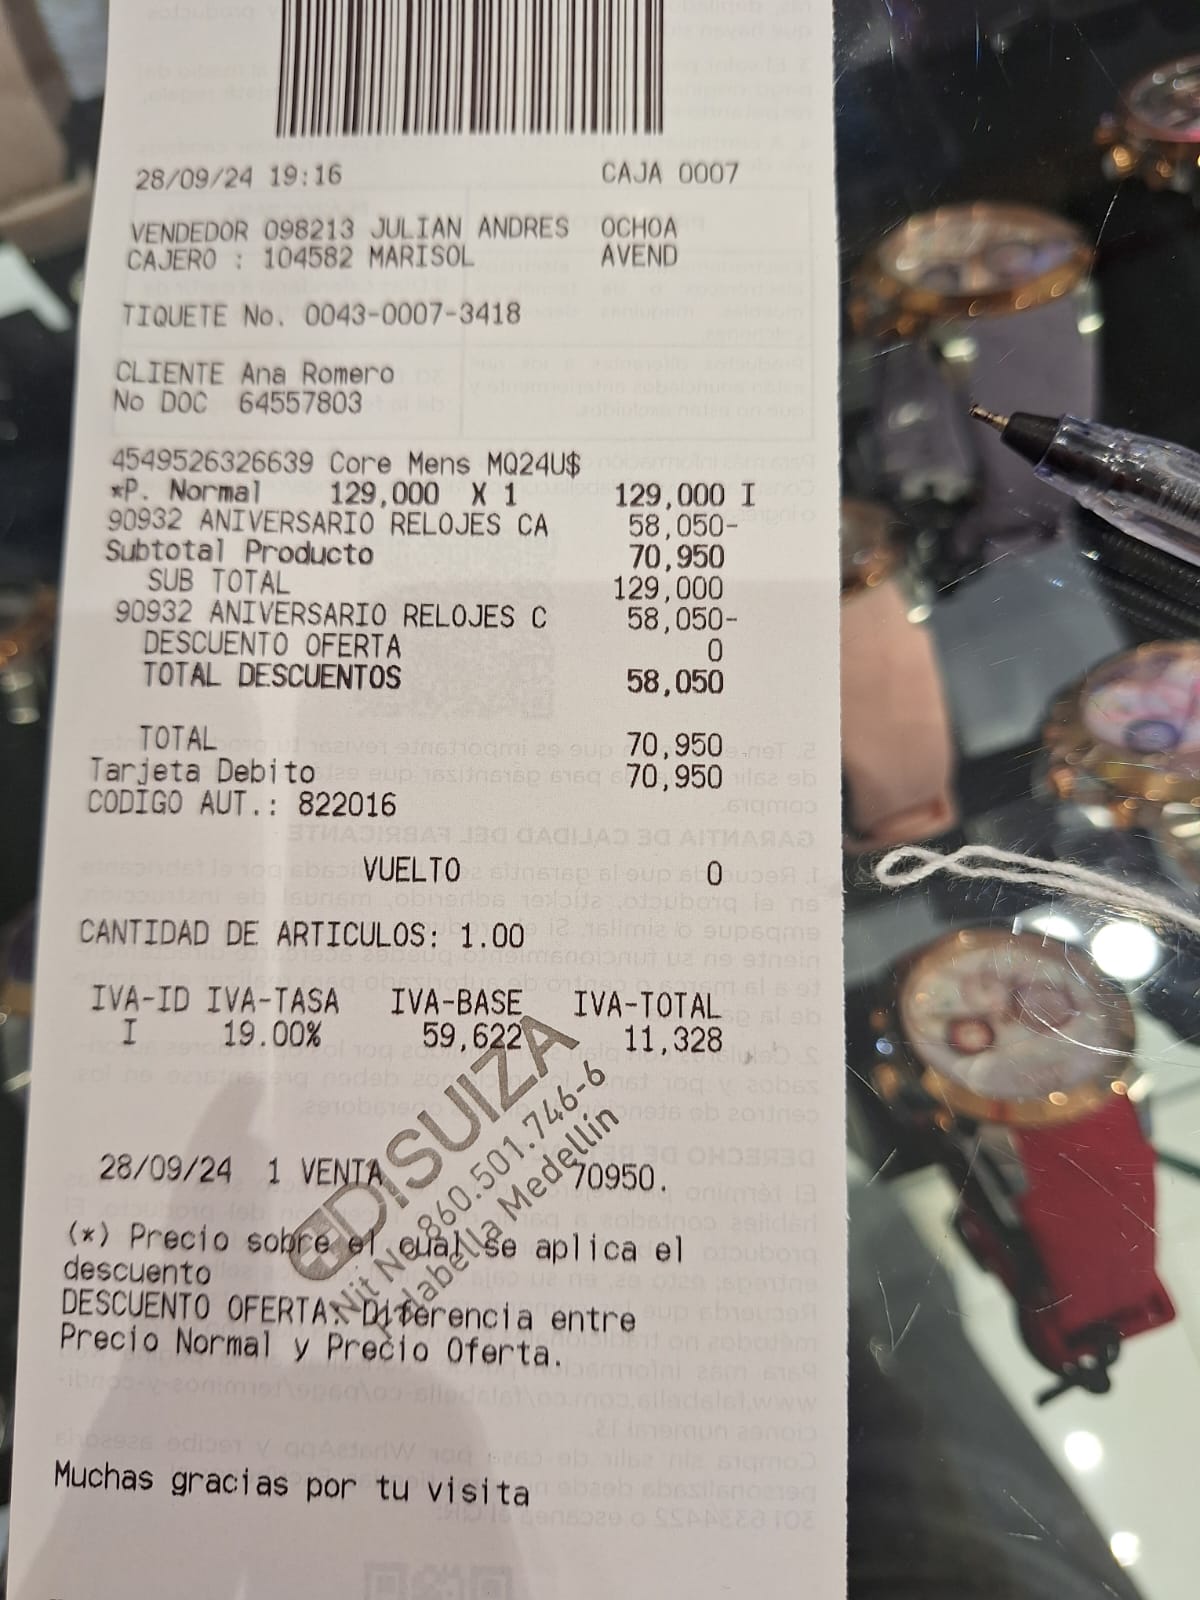 28/09/24 19:16 CAJA 0007
VENDEDOR 098213 JULIAN ANDRES OCHOA
CAJERO : 104582 MARISOL AVEND
TIQUETE No. 0043-0007-3418
CLIENTE Ana Romero
No DOC 64557803
4549526326639 Core Mens MQ24U$
*P. Normal 129,000 X 1 129,000 I
90932 ANIVERSARIO RELOJES CA 58,050-
Subtotal Producto 70,950
SUB TOTAL 129,000
90932 ANIVERSARIO RELOJES C 58,050-
DESCUENTO OFERTA 0
TOTAL DESCUENTOS 58,050
TOTAL 70,950
Tarjeta Debito 70,950
CODIGO AUT.: 822016
VUELTO 0
CANTIDAD DE ARTICULOS: 1.00
IVA-ID IVA-TASA IVA-BASE IVA-TOTAL
I 19.00% 59,622 11,328
DISUIZA
Nit No.860.501.746-6
Falabella Medellin
28/09/24 1 VENTA 70950.
(*) Precio sobre el cual se aplica el
descuento
DESCUENTO OFERTA: Diferencia entre
Precio Normal y Precio Oferta.
Muchas gracias por tu visita